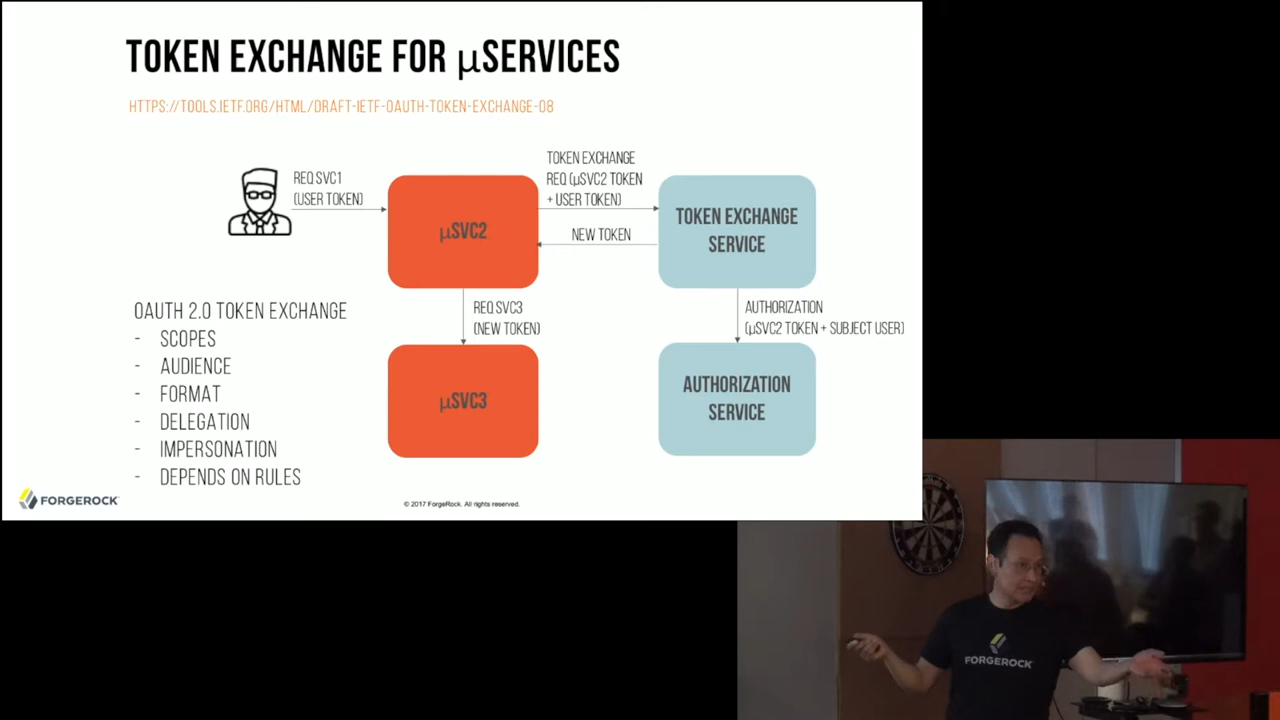 TOKEN EXCHANGE FOR μSERVICES
HTTPS://TOOLS.IETF.ORG/HTML/DRAFT-IETF-OAUTH-TOKEN-EXCHANGE-08
REQ SVC1
(USER TOKEN)
μSVC2
TOKEN EXCHANGE
REQ (μSVC2 TOKEN
+ USER TOKEN)
NEW TOKEN
TOKEN EXCHANGE
SERVICE
REQ SVC3
(NEW TOKEN)
AUTHORIZATION
(μSVC2 TOKEN + SUBJECT USER)
μSVC3
AUTHORIZATION
SERVICE
OAUTH 2.0 TOKEN EXCHANGE
- SCOPES
- AUDIENCE
- FORMAT
- DELEGATION
- IMPERSONATION
- DEPENDS ON RULES
FORGEROCK
© 2017 ForgeRock. All rights reserved.
FORGEROCK